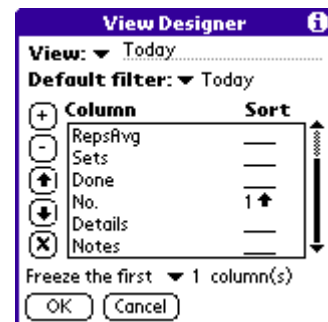 View Designer i
View: Today
Default filter: Today
Column Sort
RepsAvg
Sets
Done
No. 1
Details
Notes
Freeze the first 1 column(s)
OK Cancel